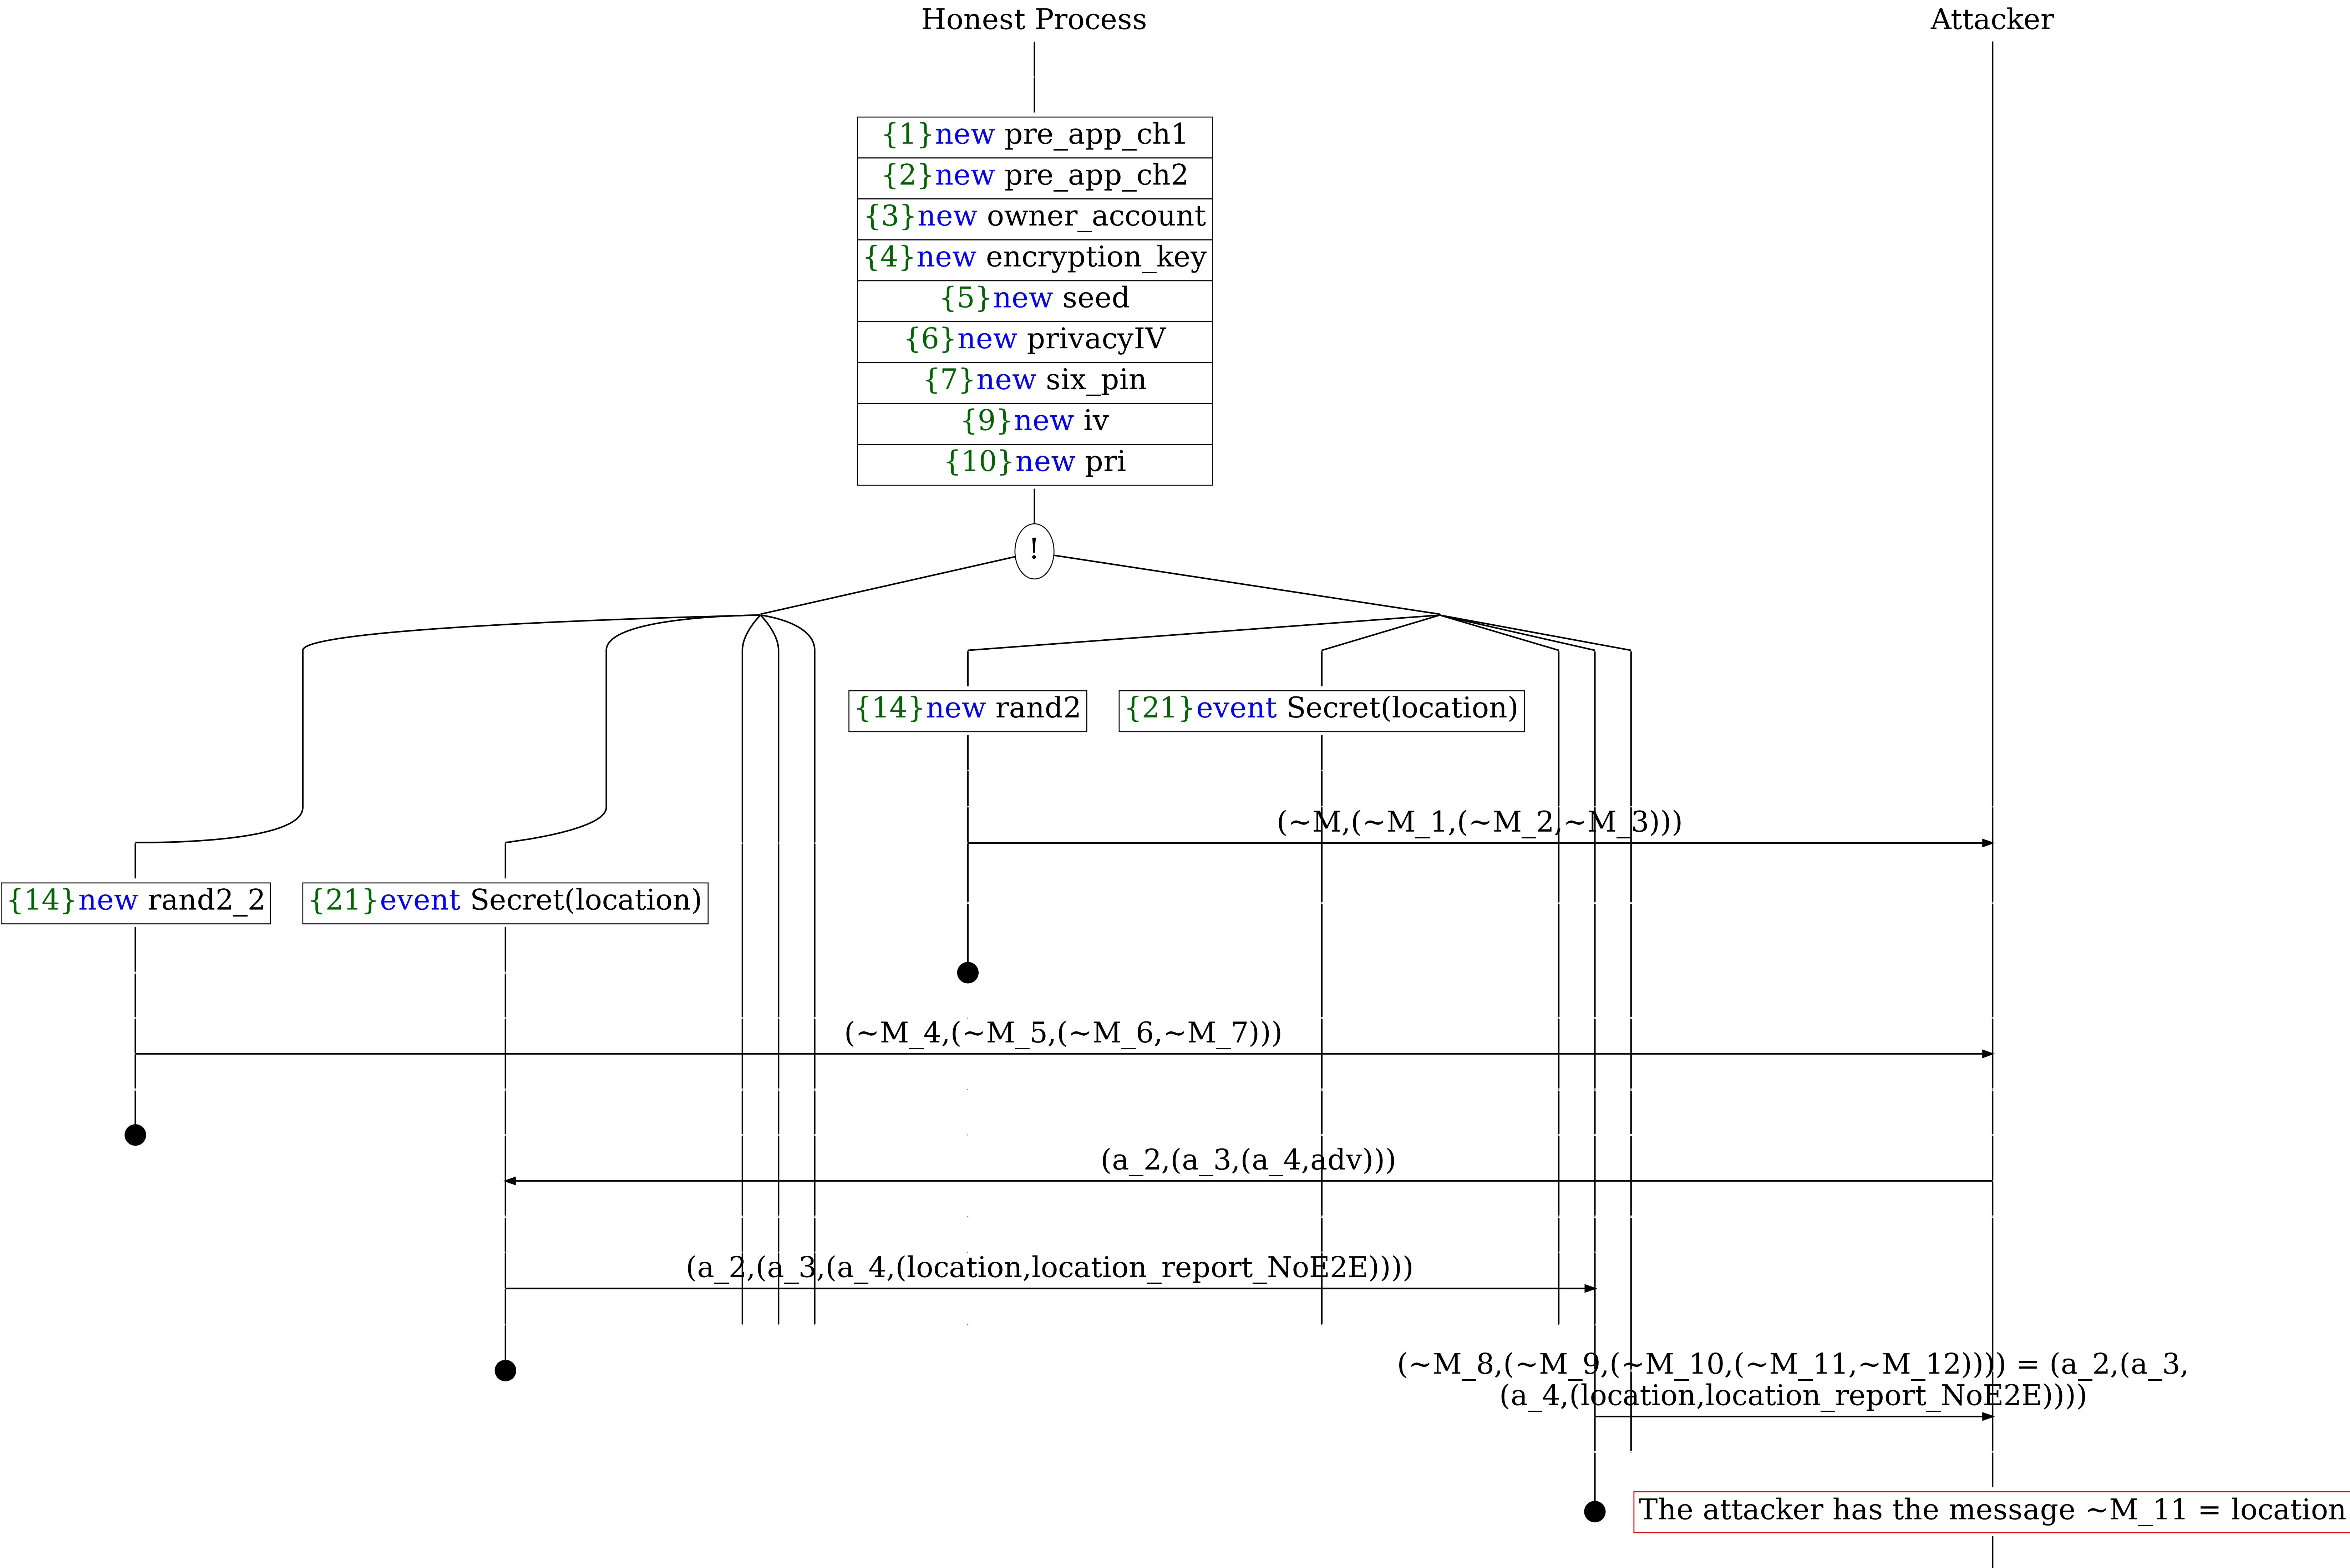 Honest Process
Attacker
{1}new pre_app_ch1
{2}new pre_app_ch2
{3}new owner_account
{4}new encryption_key
{5}new seed
{6}new privacyIV
{7}new six_pin
{9}new iv
{10}new pri
!
{14}new rand2
{21}event Secret(location)
(~M,(~M_1,(~M_2,~M_3)))
{14}new rand2_2
{21}event Secret(location)
(~M_4,(~M_5,(~M_6,~M_7)))
(a_2,(a_3,(a_4,adv)))
(a_2,(a_3,(a_4,(location,location_report_NoE2E))))
(~M_8,(~M_9,(~M_10,(~M_11,~M_12)))) = (a_2,(a_3,
(a_4,(location,location_report_NoE2E))))
The attacker has the message ~M_11 = location